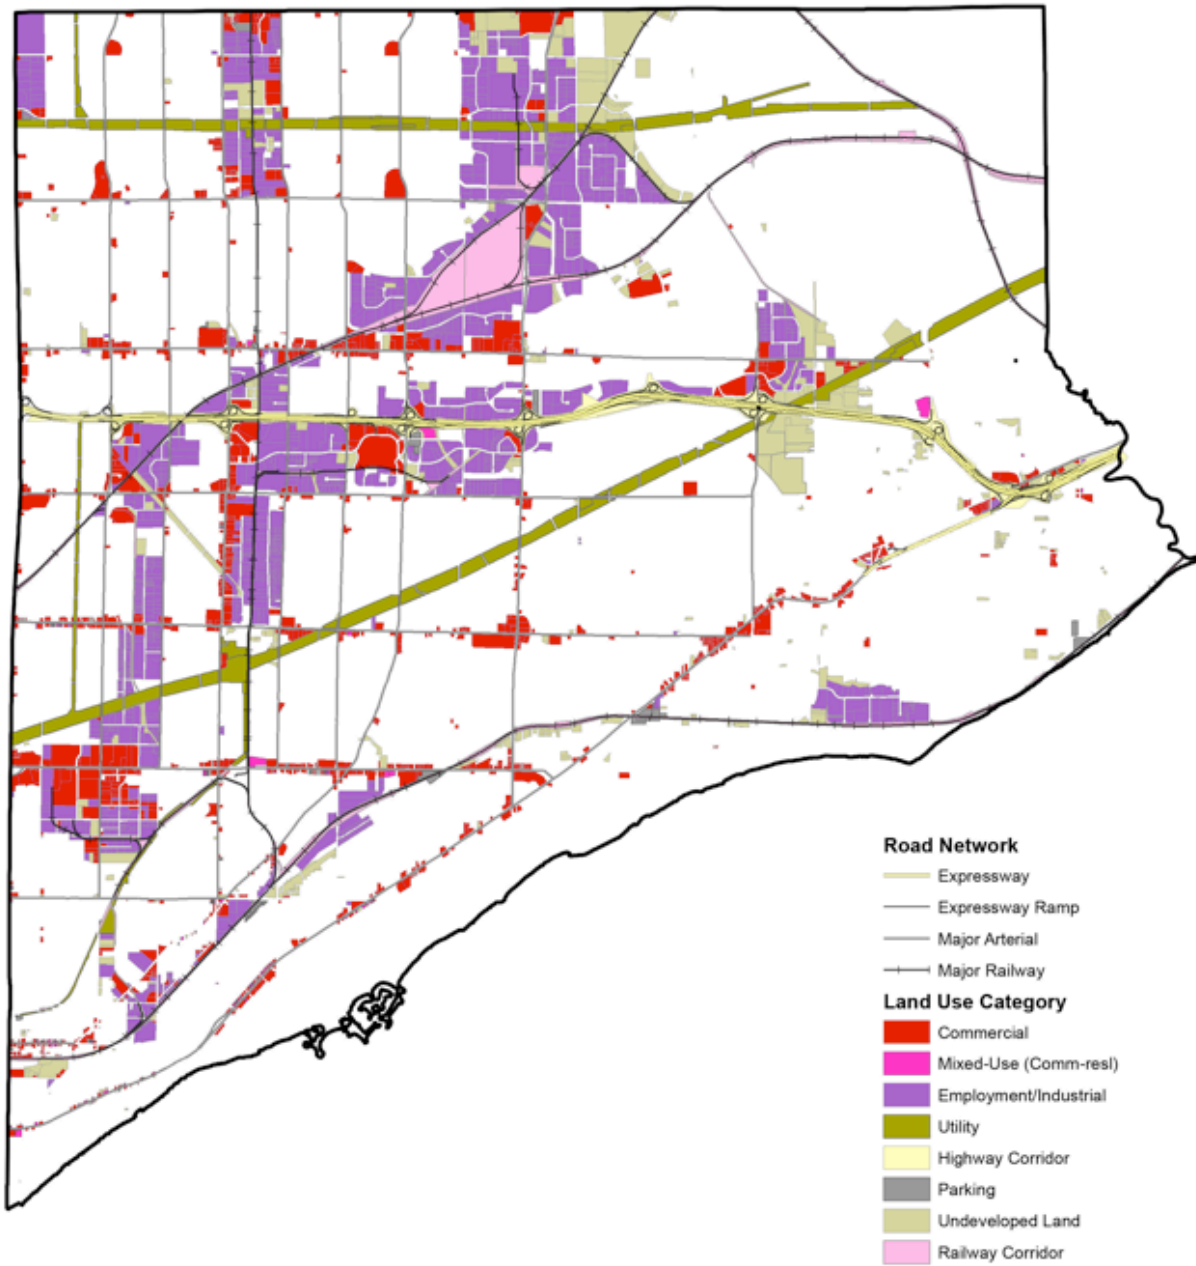 Road Network
Expressway
Expressway Ramp
Major Arterial
Major Railway
Land Use Category
Commercial
Mixed-Use (Comm-resl)
Employment/Industrial
Utility
Highway Corridor
Parking
Undeveloped Land
Railway Corridor